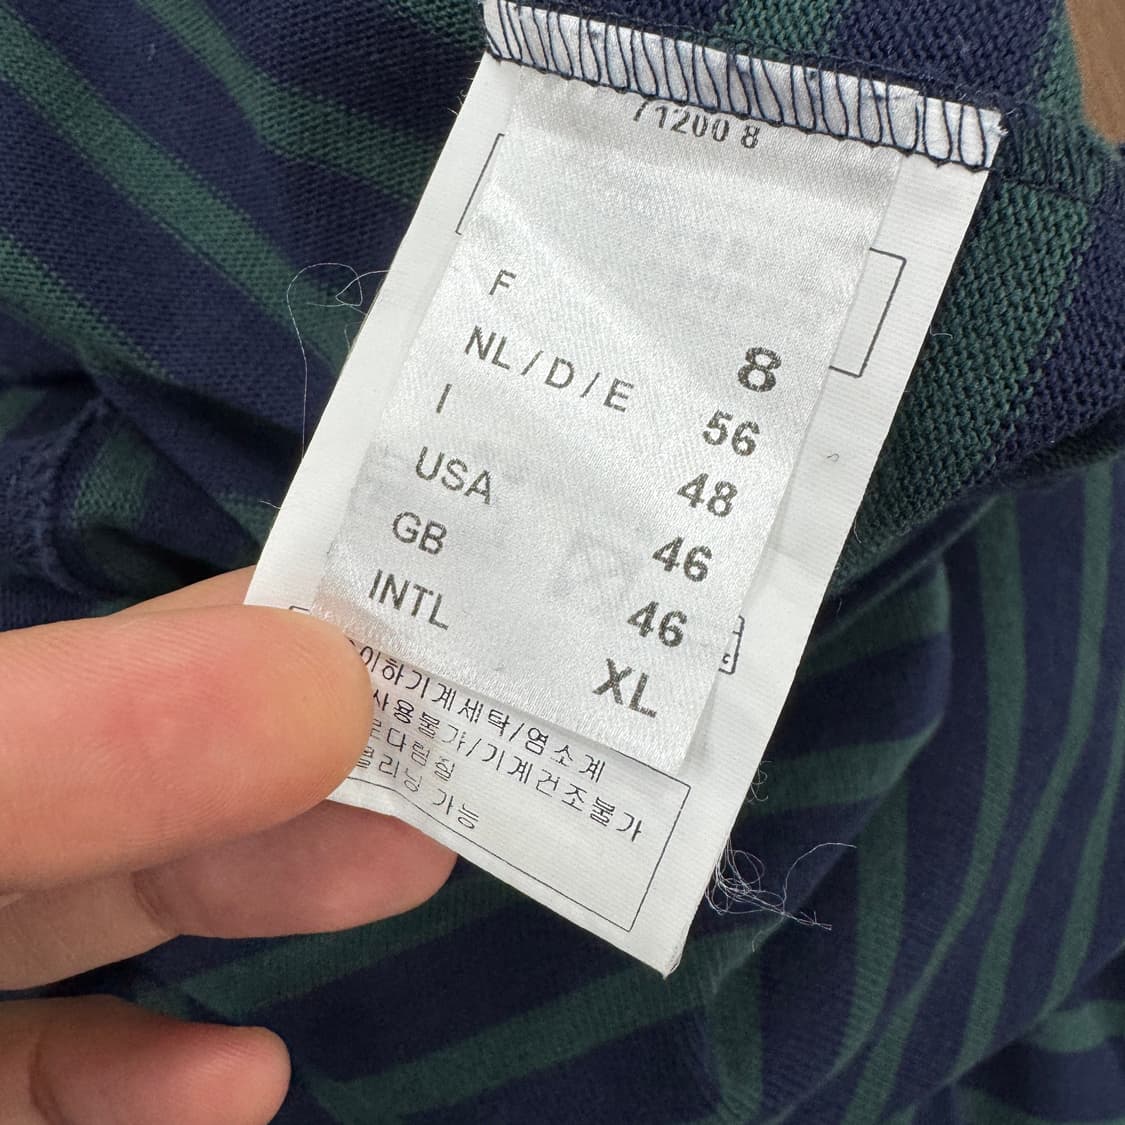 71200 8
F 8
NL / D / E 56
I 48
USA 46
GB 46
INTL XL
이하기계세탁/염소계
사용불가/기계건조불가
로다림질
클리닝 가능